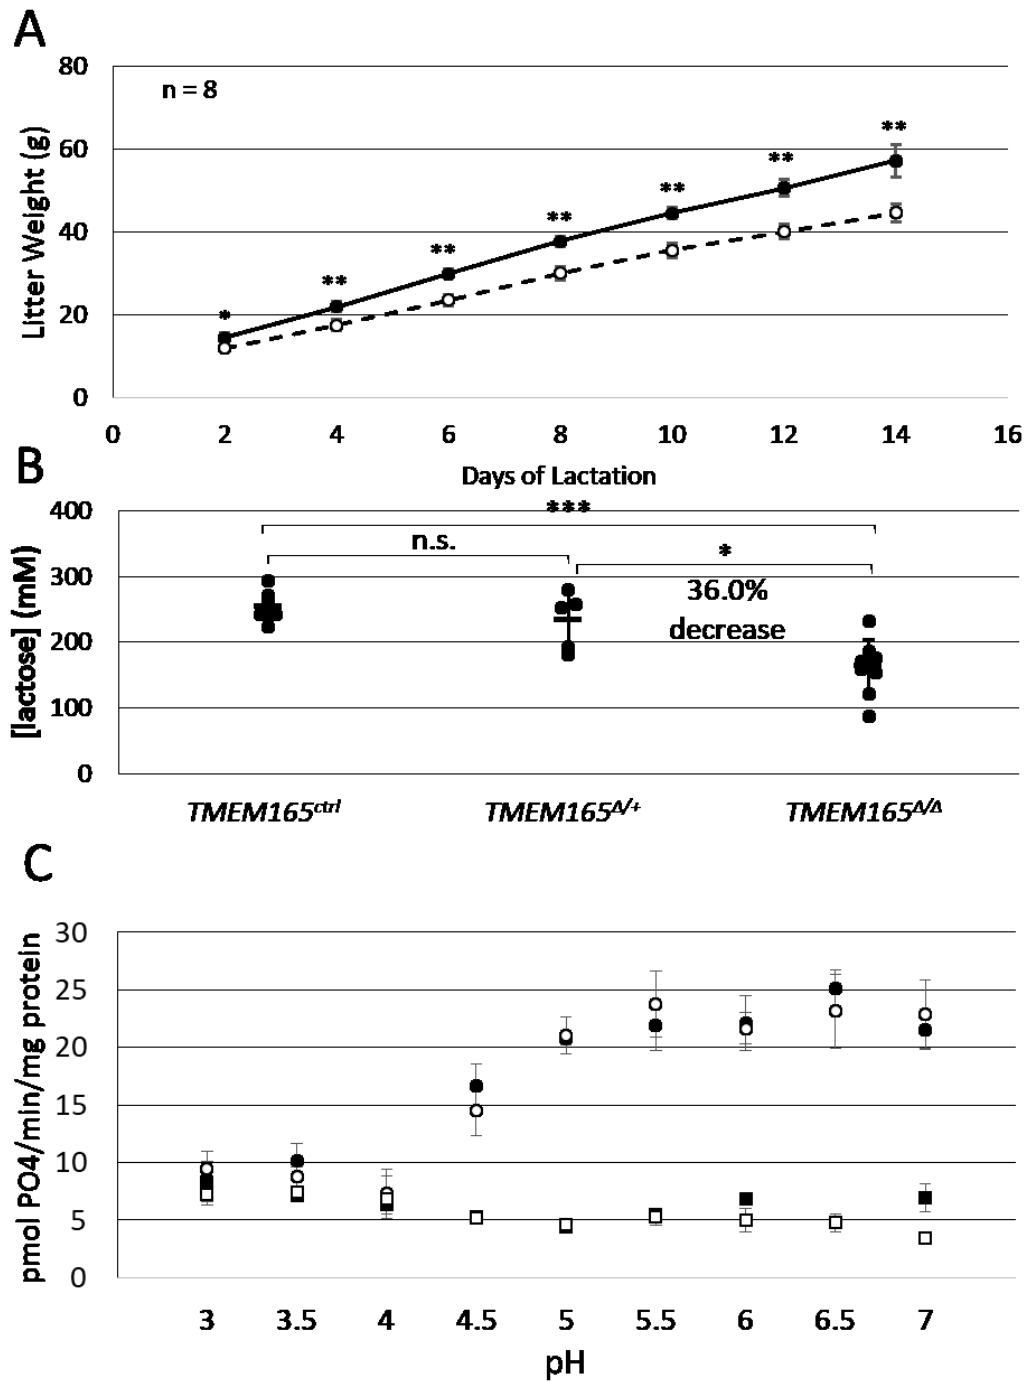 A
80
n = 8
60
40
20
0
Litter Weight (g)
*
**
**
**
**
**
**
0 2 4 6 8 10 12 14 16
Days of Lactation
B
400
300
200
100
0
[lactose] (mM)
***
n.s.
*
36.0%
decrease
TMEM165ctrl TMEM165Δ/+ TMEM165Δ/Δ
C
30
25
20
15
10
5
0
pmol PO4/min/mg protein
3 3.5 4 4.5 5 5.5 6 6.5 7
pH